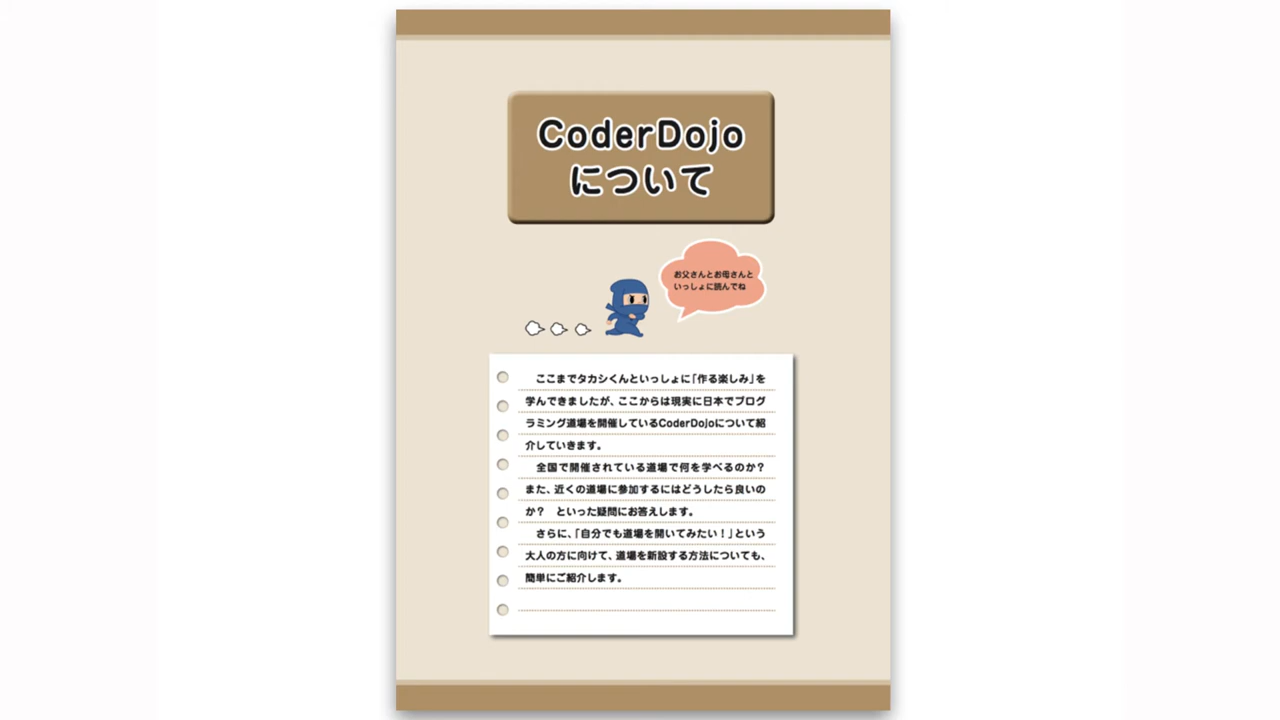 CoderDojo
について
お父さんとお母さんと
いっしょに読んでね
ここまでタカシくんといっしょに「作る楽しみ」を
学んできましたが、ここからは現実に日本でプログ
ラミング道場を開催しているCoderDojoについて紹
介していきます。
全国で開催されている道場で何を学べるのか？
また、近くの道場に参加するにはどうしたら良いの
か？　といった疑問にお答えします。
さらに、「自分でも道場を開いてみたい！」という
大人の方に向けて、道場を新設する方法についても、
簡単にご紹介します。